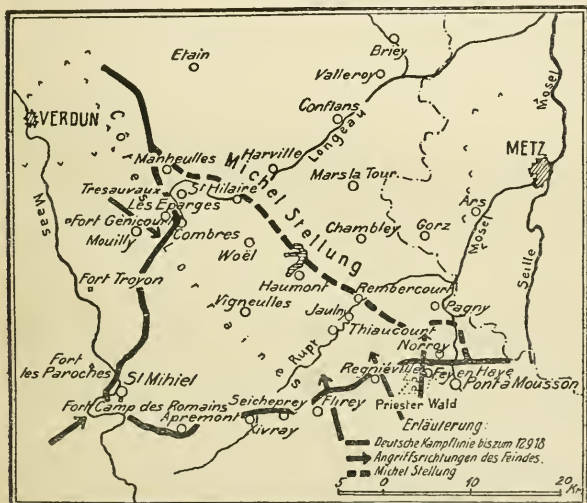 Briey
Etain
Valleroy
Mosel
VERDUN
Conflans
Longeau
METZ
Côtes
Manheulles
Harville
Michel Stellung
Mars la Tour
Tresauvaux
St Hilaire
Les Eparges
Maas
Fort Génicourt
Ars
Combres
Mouilly
Chambley
Gorz
Mosel
Woël
Seille
Fort Troyon
Haumont
Rembercourt
Pagny
Vigneulles
Jaulny
lorraines
Thiaucourt
Rupt
Norroy
Fort
les Paroches
St Mihiel
Regniéville
Fey en Haye
Pont a Mousson
Seicheprey
Priester Wald
Fort Camp des Romains
Flirey
Apremont
Xivray
Erläuterung:
Deutsche Kampflinie bis zum 12.9.18
Angriffsrichtungen des Feindes.
Michel Stellung
5 0 10 20 Km